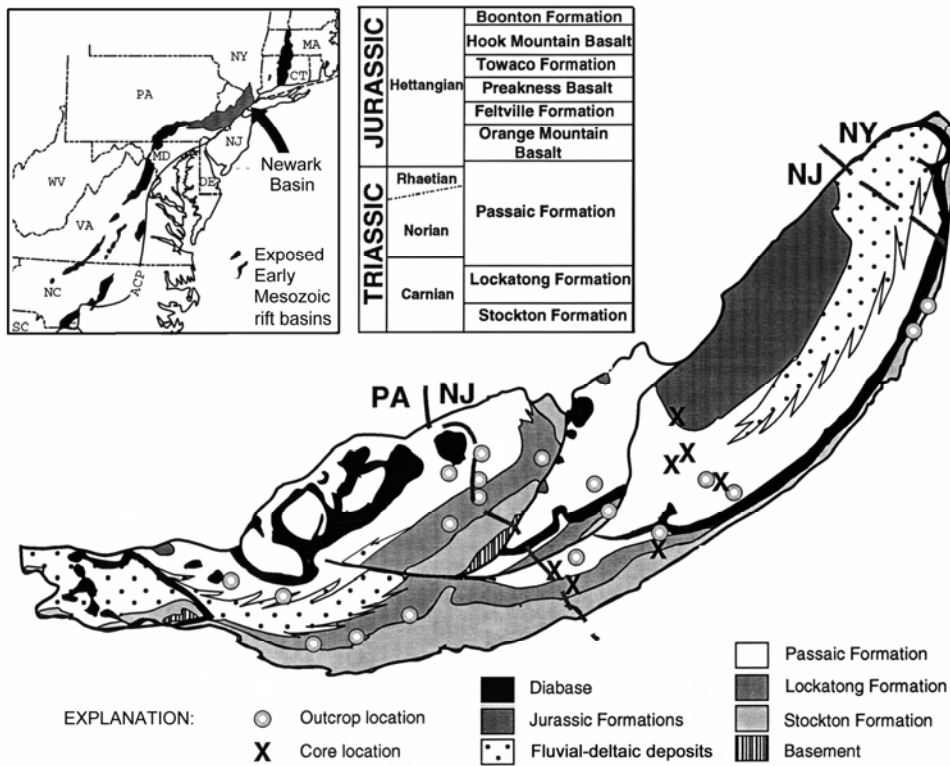 NY
MA
CT
PA
NJ
MD
DE
Newark
Basin
WV
VA
Exposed
Early
Mesozoic
rift basins
NC
ACP
SC
JURASSIC
Hettangian
Boonton Formation
Hook Mountain Basalt
Towaco Formation
Preakness Basalt
Feltville Formation
Orange Mountain
Basalt
TRIASSIC
Rhaetian
Norian
Carnian
Passaic Formation
Lockatong Formation
Stockton Formation
NY
NJ
PA
NJ
X
X
X
X
X
X
X
X
EXPLANATION:
Outcrop location
X Core location
Diabase
Jurassic Formations
Fluvial-deltaic deposits
Passaic Formation
Lockatong Formation
Stockton Formation
Basement